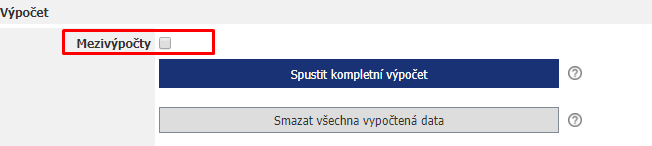 Výpočet
Mezivýpočty
Spustit kompletní výpočet
Smazat všechna vypočtená data